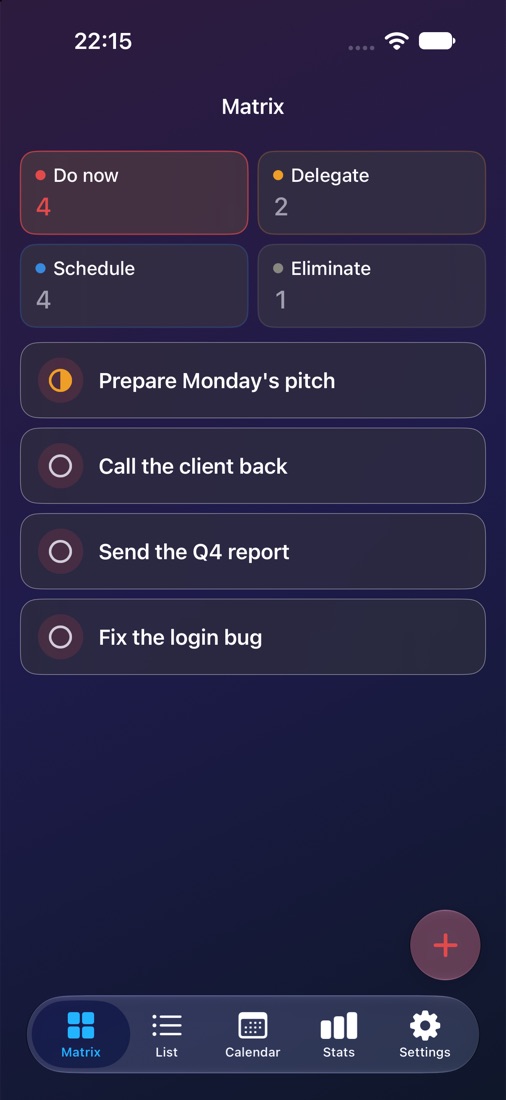 22:15
Matrix
Do now
4
Delegate
2
Schedule
4
Eliminate
1
Prepare Monday's pitch
Call the client back
Send the Q4 report
Fix the login bug
Matrix
List
Calendar
Stats
Settings